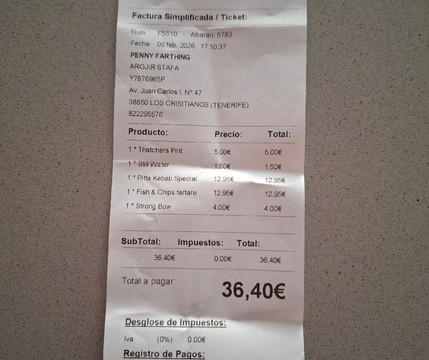 Factura Simplificada / Ticket:
Num: F5510 - Abaran: 5783
Fecha: 06 feb. 2026 17:10:37
PENNY FARTHING
ARGJIR STAFA
Y7876965P
Av. Juan Carlos I, Nº 47
38650 LOS CRISITIANOS (TENERIFE)
822295676
Producto: Precio: Total:
1 * Thatchers Pint 5.00€ 5,00€
1 * Still Water 1.50€ 1,50€
1 * Pitta Kebab Special 12.95€ 12,95€
1 * Fish & Chips tartare 12.95€ 12,95€
1 * Strong Bow 4.00€ 4,00€
SubTotal: Impuestos: Total:
36,40€ 0,00€ 36,40€
Total a pagar: 36,40€
Desglose de Impuestos:
Iva (0%) 0.00€
Registro de Pagos: